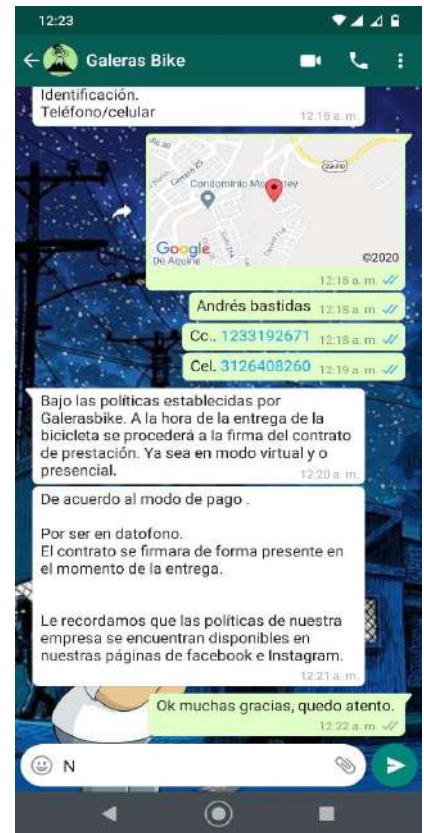 12:23
Galeras Bike
Identificación.
Teléfono/celular
12:18 a. m.
Condominio
22-F0
Google
©2020
12:18 a. m.
Andrés bastidas 12:18 a. m.
Cc.. 1233192671 12:18 a. m.
Cel. 3126408260 12:19 a. m.
Bajo las políticas establecidas por
Galerasbike. A la hora de la entrega de la
bicicleta se procederá a la firma del contrato
de prestación. Ya sea en modo virtual y o
presencial.
12:20 a. m.
De acuerdo al modo de pago .
Por ser en datofono.
El contrato se firmara de forma presente en
el momento de la entrega.
Le recordamos que las políticas de nuestra
empresa se encuentran disponibles en
nuestras páginas de facebook e Instagram.
12:21 a. m.
Ok muchas gracias, quedo atento.
12:22 a. m.
N